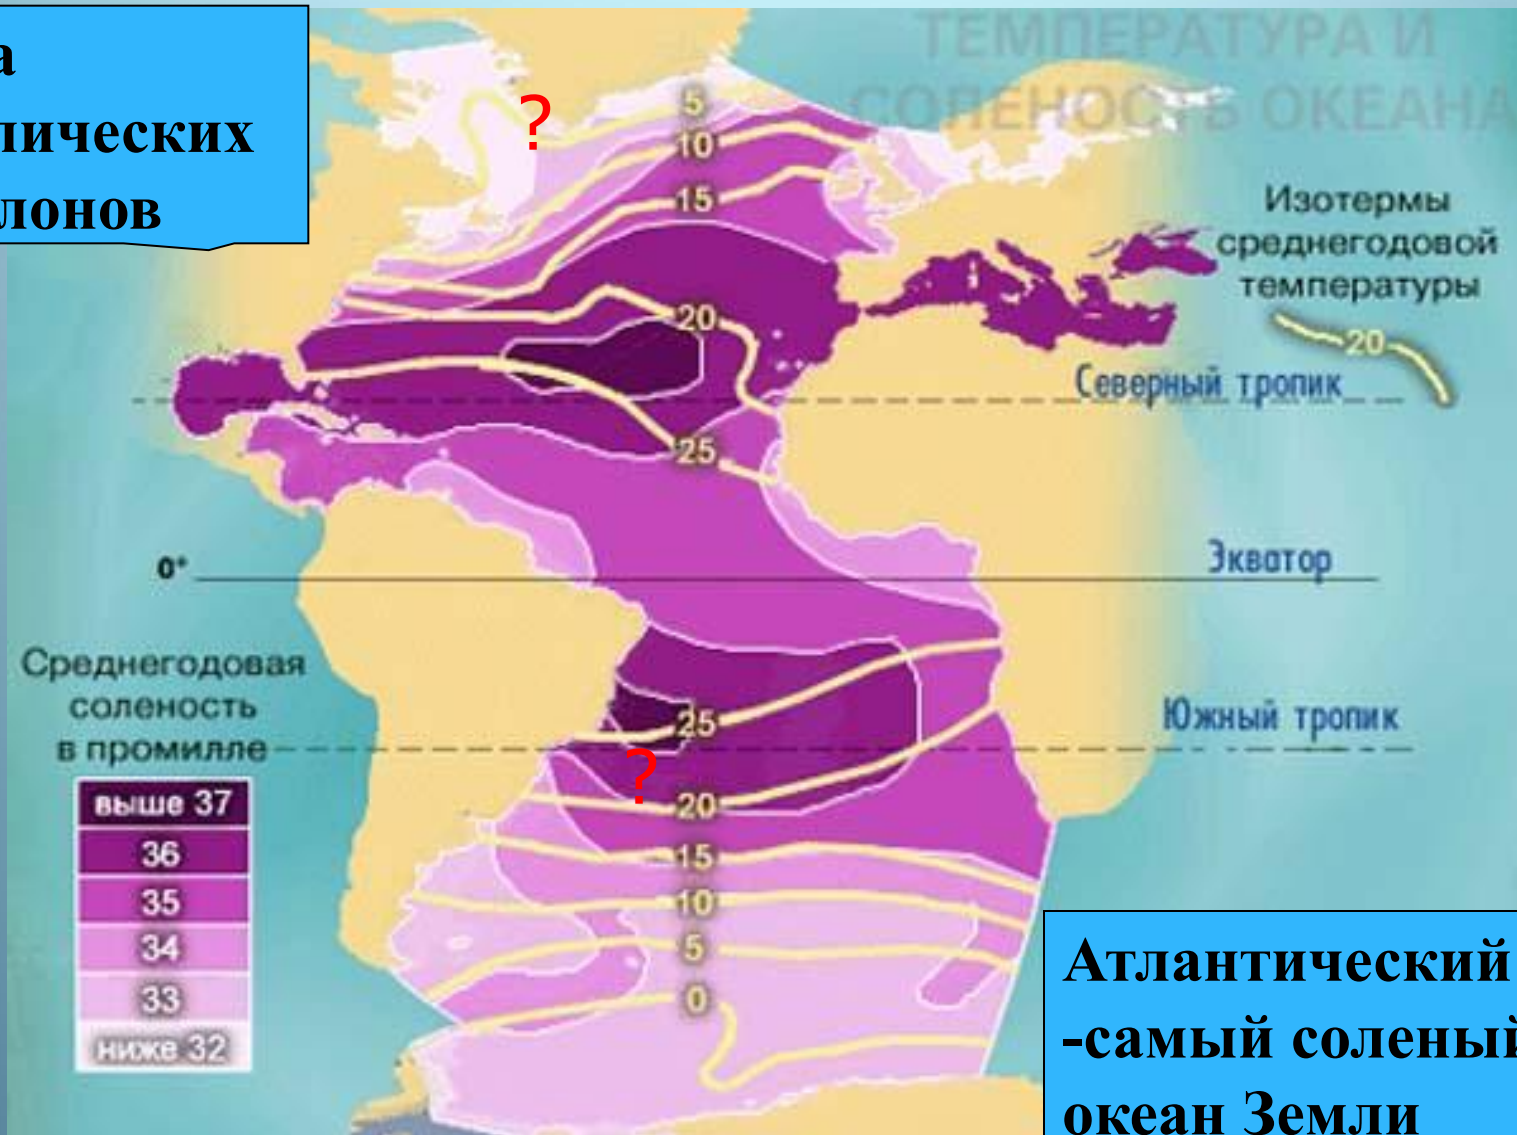 а
пических
лонов
ТЕМПЕРАТУРА И
СОЛЕНОСТЬ ОКЕАНА
?
5
10
15
Изотермы
среднегодовой
температуры
20
20
Северный тропик
25
0°
Экватор
Среднегодовая
соленость
в промилле
25
Южный тропик
?
20
15
10
5
0
выше 37
36
35
34
33
ниже 32
Атлантический
-самый соленый
океан Земли